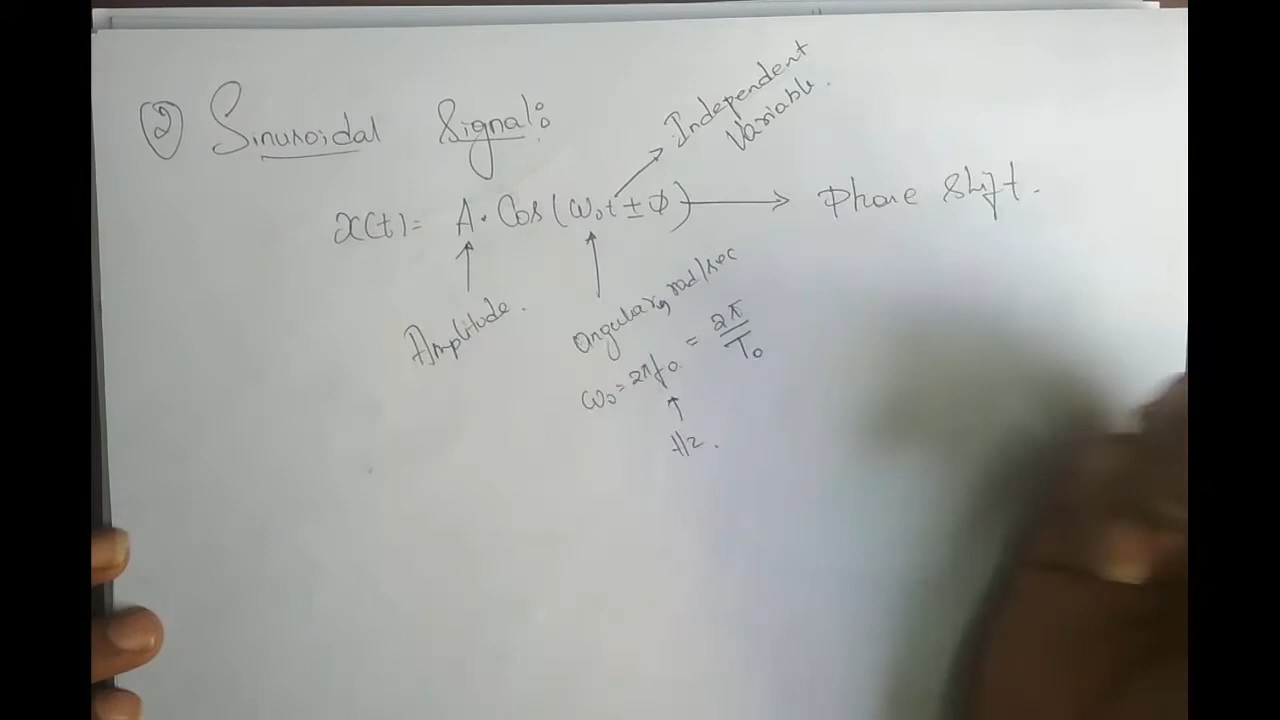 ② Sinusoidal Signal:
Independent
Variable.
x(t) = A. Cos(ω₀t ± φ) → Phase Shift.
Amplitude.
angular, rad/sec
ω₀ = 2πf₀ = 2π/T₀
Hz.